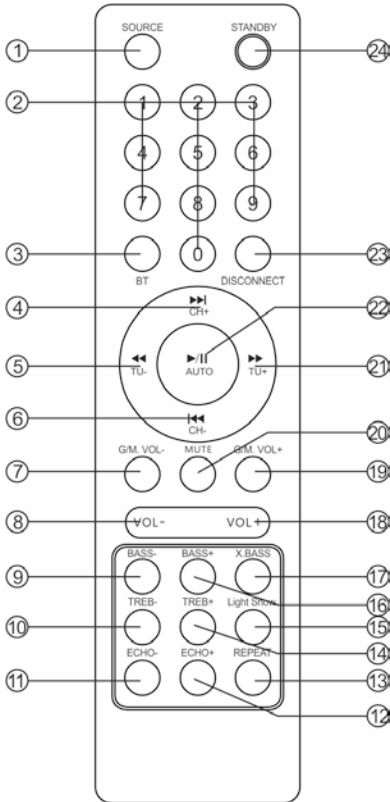 SOURCE STANDBY
① ㉔
② 1 2 3
4 5 6
7 8 9
③ 0 ㉓
BT DISCONNECT
④ ▶▶| ㉒
CH+
⑤ ◀◀ ▶/II ▶▶ ㉑
TU- AUTO TU+
⑥ |◀◀ ⑳
CH-
G/M. VOL- MUTE G/M. VOL+
⑦ ⑲
⑧ VOL- VOL+ ⑱
BASS- BASS+ X.BASS
⑨ ⑰
⑯
TREB- TREB+ Light Show
⑩ ⑮
⑭
ECHO- ECHO+ REPEAT
⑪ ⑬
⑫